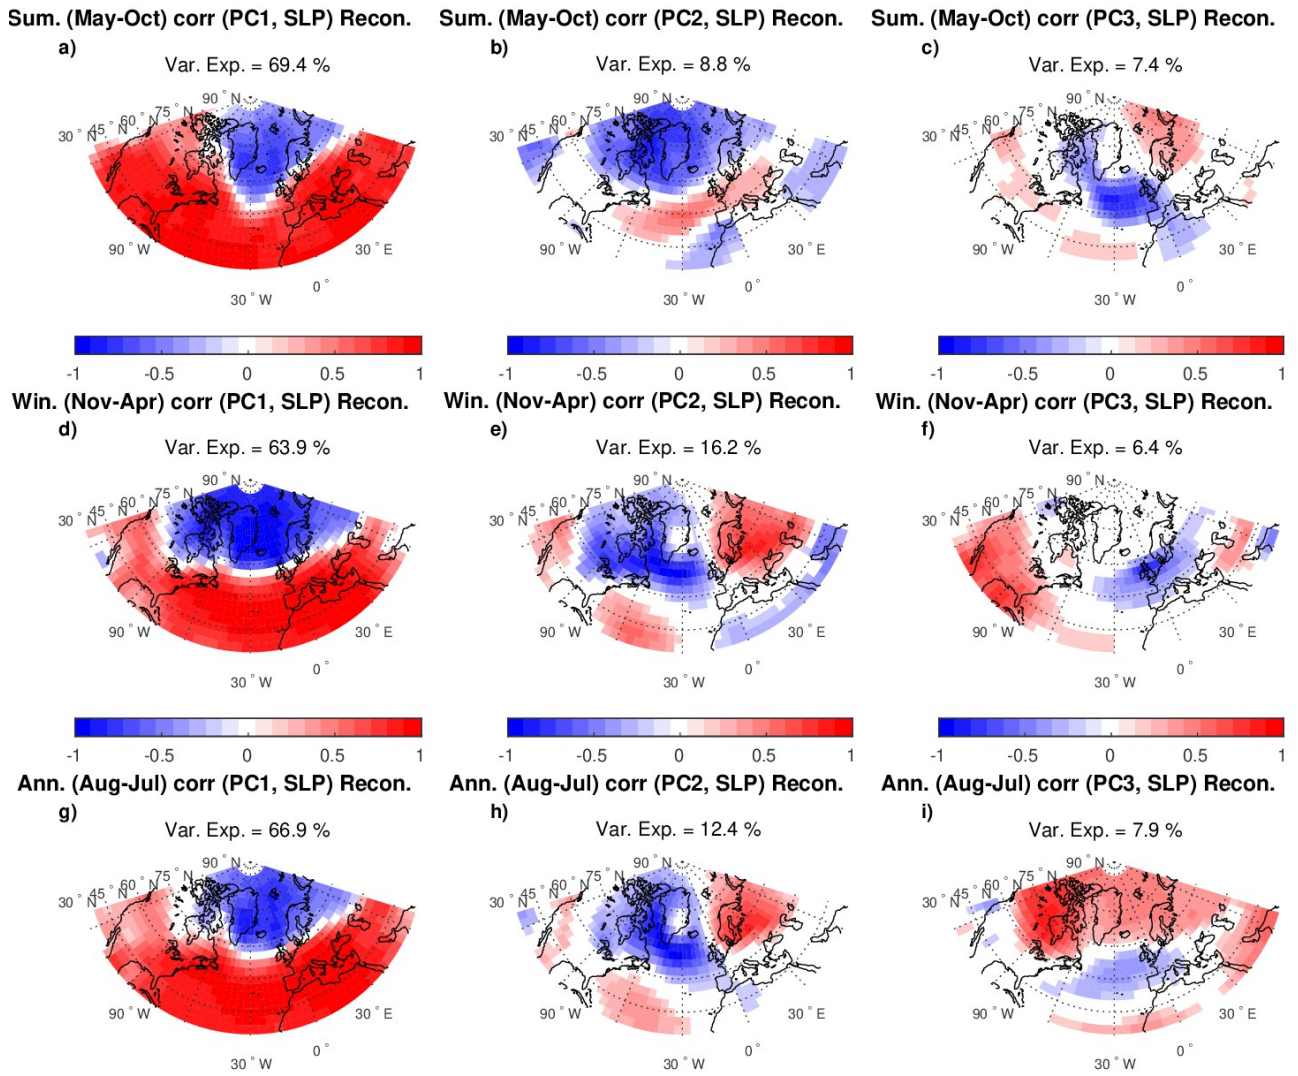 Sum. (May-Oct) corr (PC1, SLP) Recon.
a)
Var. Exp. = 69.4 %
90 ° N
75 ° N
60 ° N
45 ° N
30 ° N
90 ° W
30 ° W
0 °
30 ° E
-1 -0.5 0 0.5 1
Sum. (May-Oct) corr (PC2, SLP) Recon.
b)
Var. Exp. = 8.8 %
90 ° N
75 ° N
60 ° N
45 ° N
30 ° N
90 ° W
30 ° W
0 °
30 ° E
-1 -0.5 0 0.5 1
Sum. (May-Oct) corr (PC3, SLP) Recon.
c)
Var. Exp. = 7.4 %
90 ° N
75 ° N
60 ° N
45 ° N
30 ° N
90 ° W
30 ° W
0 °
30 ° E
-1 -0.5 0 0.5 1
Win. (Nov-Apr) corr (PC1, SLP) Recon.
d)
Var. Exp. = 63.9 %
90 ° N
75 ° N
60 ° N
45 ° N
30 ° N
90 ° W
30 ° W
0 °
30 ° E
-1 -0.5 0 0.5 1
Win. (Nov-Apr) corr (PC2, SLP) Recon.
e)
Var. Exp. = 16.2 %
90 ° N
75 ° N
60 ° N
45 ° N
30 ° N
90 ° W
30 ° W
0 °
30 ° E
-1 -0.5 0 0.5 1
Win. (Nov-Apr) corr (PC3, SLP) Recon.
f)
Var. Exp. = 6.4 %
90 ° N
75 ° N
60 ° N
45 ° N
30 ° N
90 ° W
30 ° W
0 °
30 ° E
-1 -0.5 0 0.5 1
Ann. (Aug-Jul) corr (PC1, SLP) Recon.
g)
Var. Exp. = 66.9 %
90 ° N
75 ° N
60 ° N
45 ° N
30 ° N
90 ° W
30 ° W
0 °
30 ° E
Ann. (Aug-Jul) corr (PC2, SLP) Recon.
h)
Var. Exp. = 12.4 %
90 ° N
75 ° N
60 ° N
45 ° N
30 ° N
90 ° W
30 ° W
0 °
30 ° E
Ann. (Aug-Jul) corr (PC3, SLP) Recon.
i)
Var. Exp. = 7.9 %
90 ° N
75 ° N
60 ° N
45 ° N
30 ° N
90 ° W
30 ° W
0 °
30 ° E